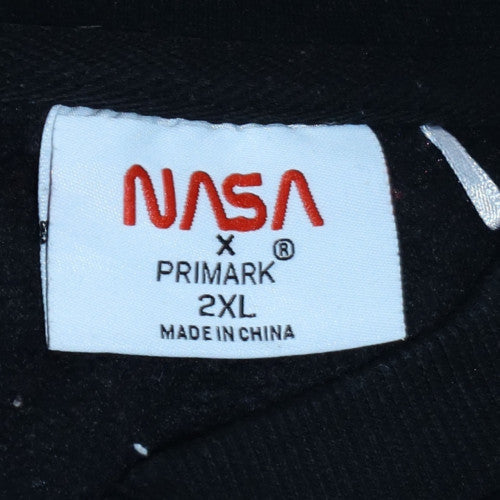 NASA
X
PRIMARK®
2XL
MADE IN CHINA